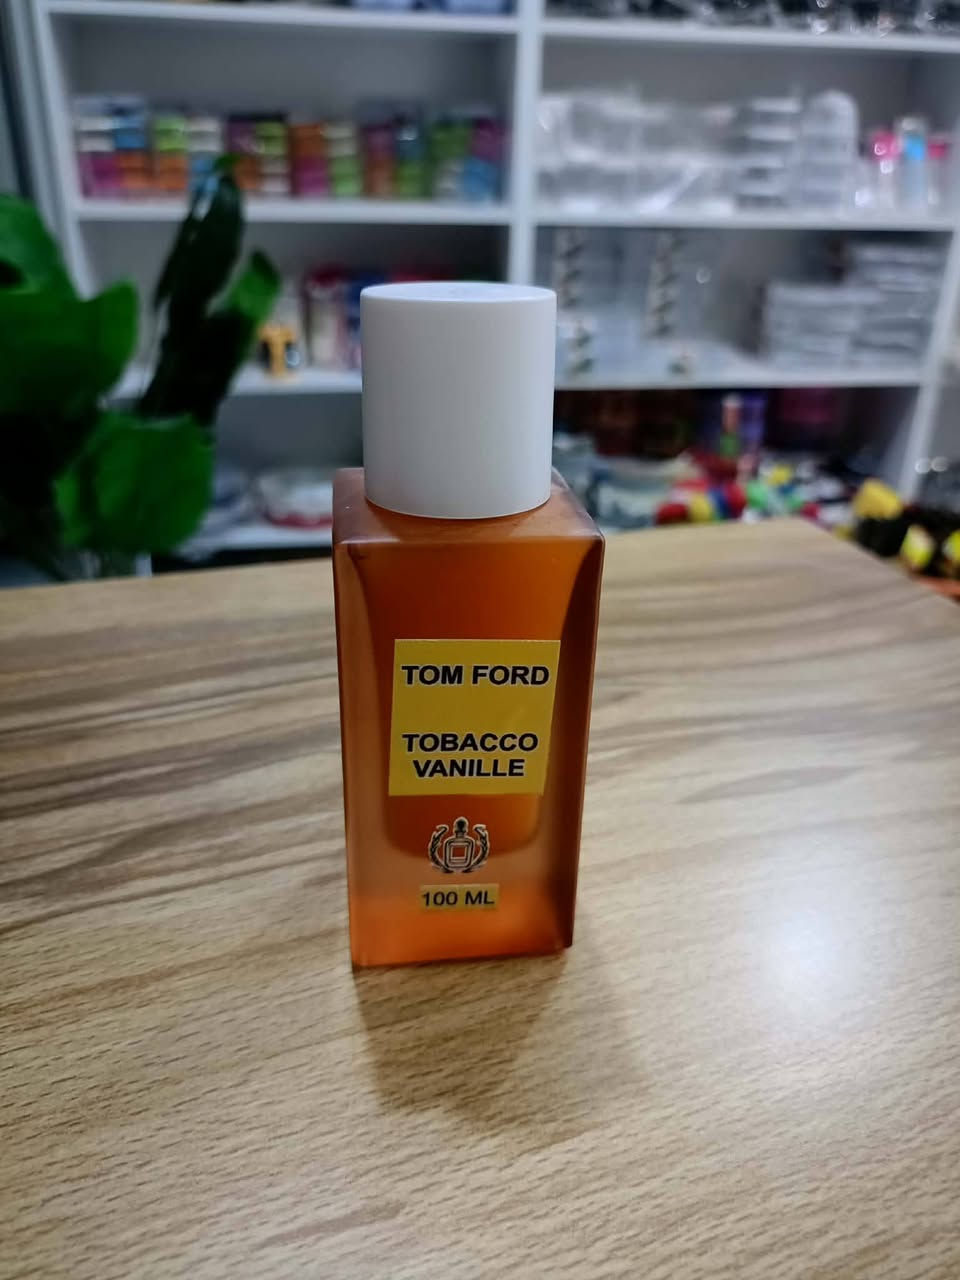 TOM FORD
TOBACCO
VANILLE
100 ML